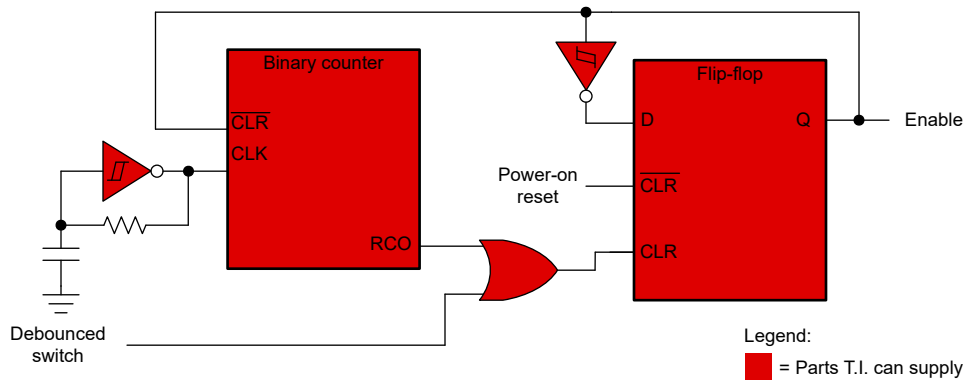 Binary counter
CLR
CLK
RCO
Flip-flop
D
Q
CLR
CLR
Enable
Power-on
reset
Debounced
switch
Legend:
= Parts T.I. can supply